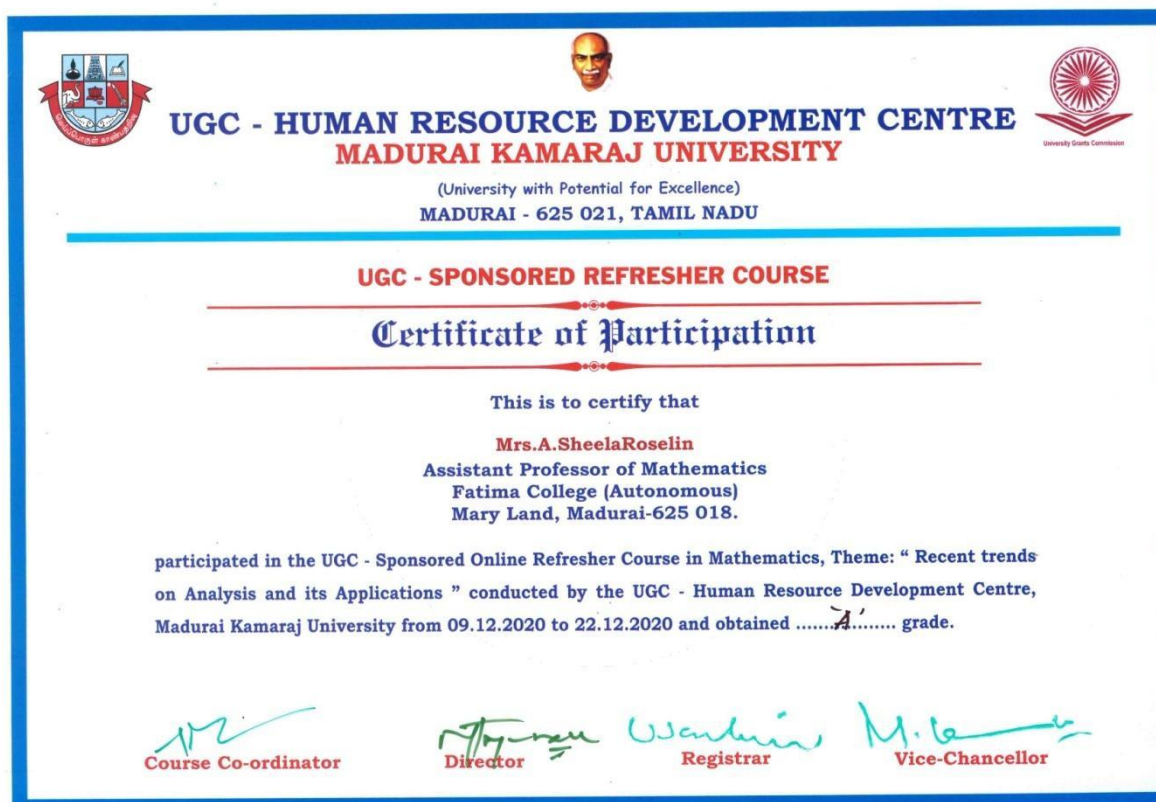 UGC - HUMAN RESOURCE DEVELOPMENT CENTRE
MADURAI KAMARAJ UNIVERSITY
University Grants Commission
(University with Potential for Excellence)
MADURAI - 625 021, TAMIL NADU
UGC - SPONSORED REFRESHER COURSE
Certificate of Participation
This is to certify that
Mrs.A.SheelaRoselin
Assistant Professor of Mathematics
Fatima College (Autonomous)
Mary Land, Madurai-625 018.
participated in the UGC - Sponsored Online Refresher Course in Mathematics, Theme: “ Recent trends
on Analysis and its Applications ” conducted by the UGC - Human Resource Development Centre,
Madurai Kamaraj University from 09.12.2020 to 22.12.2020 and obtained .......'A'........ grade.
Course Co-ordinator Director Registrar Vice-Chancellor